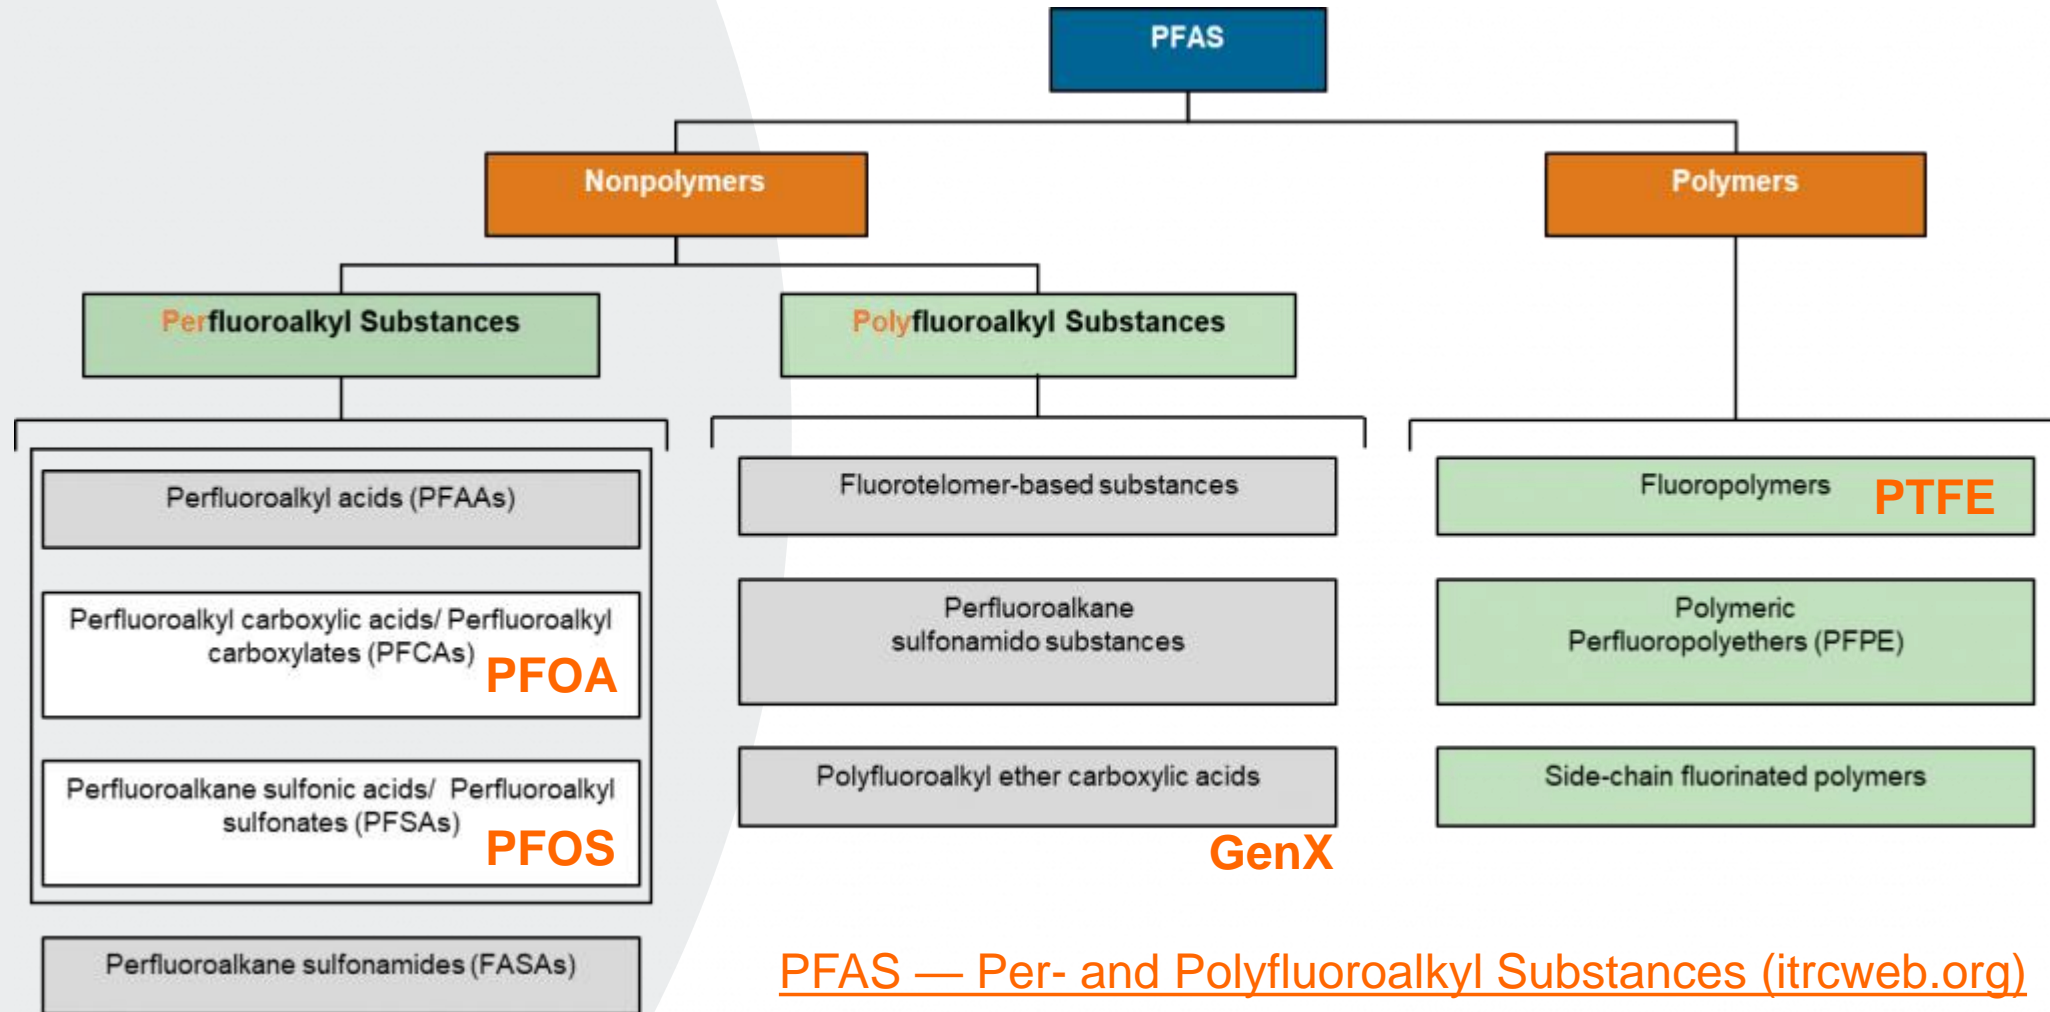 PFAS
Nonpolymers
Polymers
Perfluoroalkyl Substances
Polyfluoroalkyl Substances
Perfluoroalkyl acids (PFAAs)
Perfluoroalkyl carboxylic acids/ Perfluoroalkyl
carboxylates (PFCAs)
PFOA
Perfluoroalkane sulfonic acids/ Perfluoroalkyl
sulfonates (PFSAs)
PFOS
Perfluoroalkane sulfonamides (FASAs)
Fluorotelomer-based substances
Perfluoroalkane
sulfonamido substances
Polyfluoroalkyl ether carboxylic acids
GenX
Fluoropolymers PTFE
Polymeric
Perfluoropolyethers (PFPE)
Side-chain fluorinated polymers
PFAS — Per- and Polyfluoroalkyl Substances (itrcweb.org)